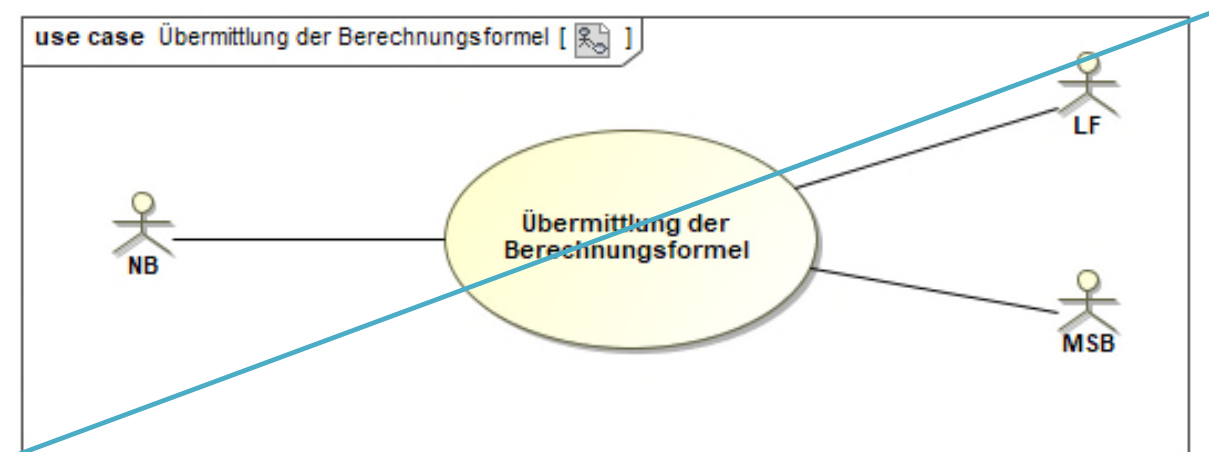 use case Übermittlung der Berechnungsformel [ ]
LF
Übermittlung der
Berechnungsformel
NB
MSB